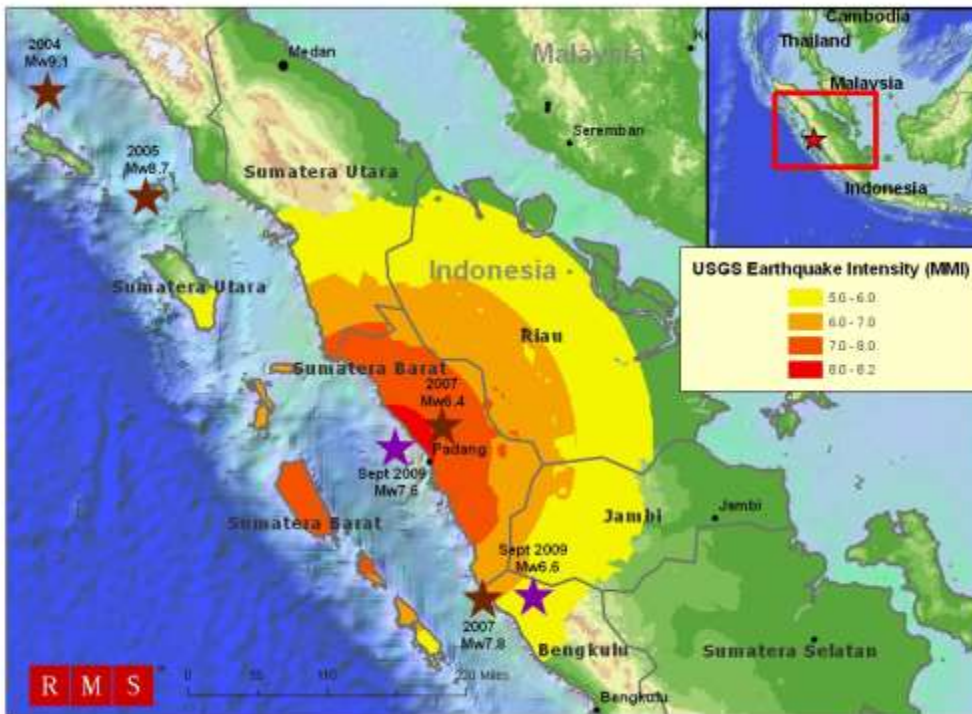 2004
Mw9.1
Medan
Malaysia
Cambodia
Thailand
Malaysia
Indonesia
Seremban
2005
Mw8.7
Sumatera Utara
Indonesia
USGS Earthquake Intensity (MMI)
5.0 - 6.0
6.0 - 7.0
7.0 - 8.0
8.0 - 8.2
Sumatera Utara
Riau
Sumatera Barat
2007
Mw6.4
Padang
Sept 2009
Mw7.6
Sumatera Barat
Jambi
Jambi
Sept 2009
Mw6.6
2007
Mw7.8
Bengkulu
Sumatera Selatan
RMS
0
55
110
220 Miles
Bengkulu